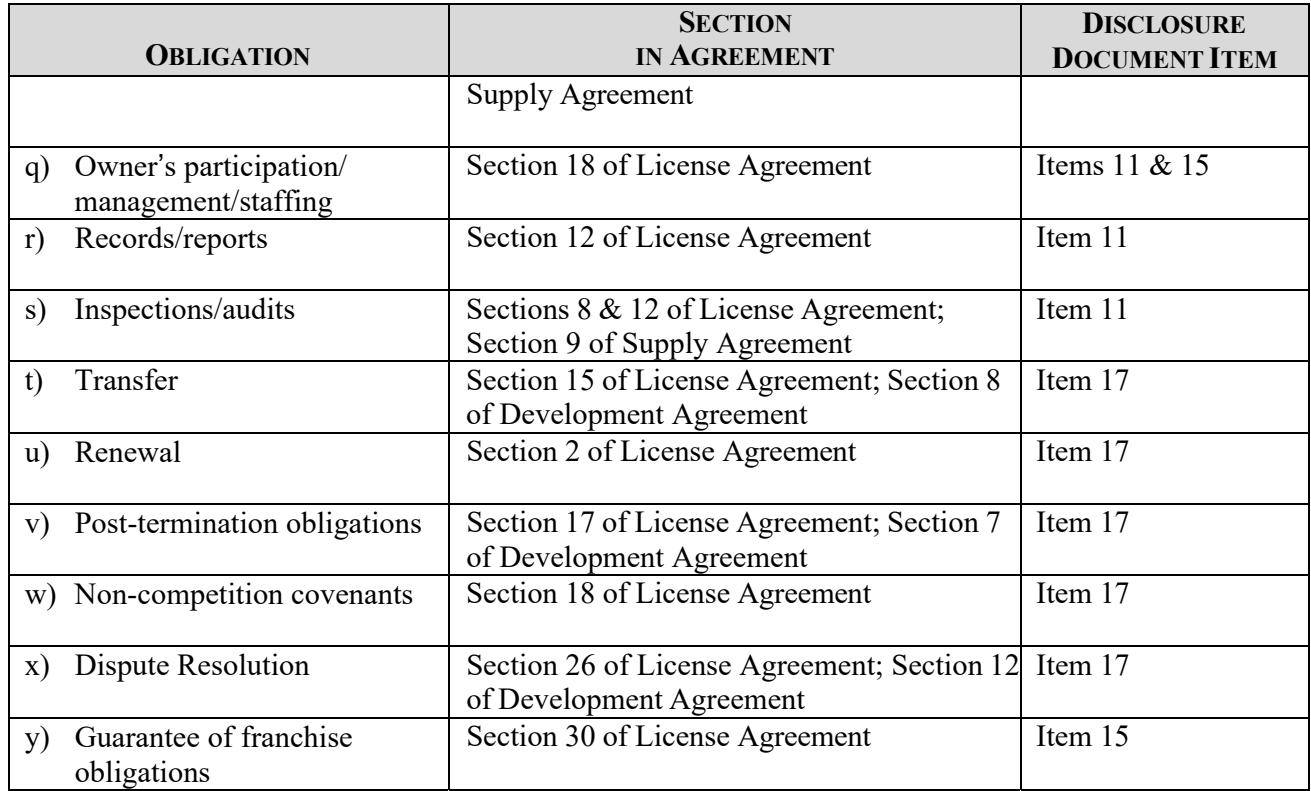 OBLIGATION
SECTION
IN AGREEMENT
DISCLOSURE
DOCUMENT ITEM
Supply Agreement
q) Owner's participation/
management/staffing
Section 18 of License Agreement
Items 11 & 15
r) Records/reports
Section 12 of License Agreement
Item 11
s) Inspections/audits
Sections 8 & 12 of License Agreement;
Section 9 of Supply Agreement
Item 11
t) Transfer
Section 15 of License Agreement; Section 8
of Development Agreement
Item 17
u) Renewal
Section 2 of License Agreement
Item 17
v) Post-termination obligations
Section 17 of License Agreement; Section 7
of Development Agreement
Item 17
w) Non-competition covenants
Section 18 of License Agreement
Item 17
x) Dispute Resolution
Section 26 of License Agreement; Section 12
of Development Agreement
Item 17
y) Guarantee of franchise
obligations
Section 30 of License Agreement
Item 15